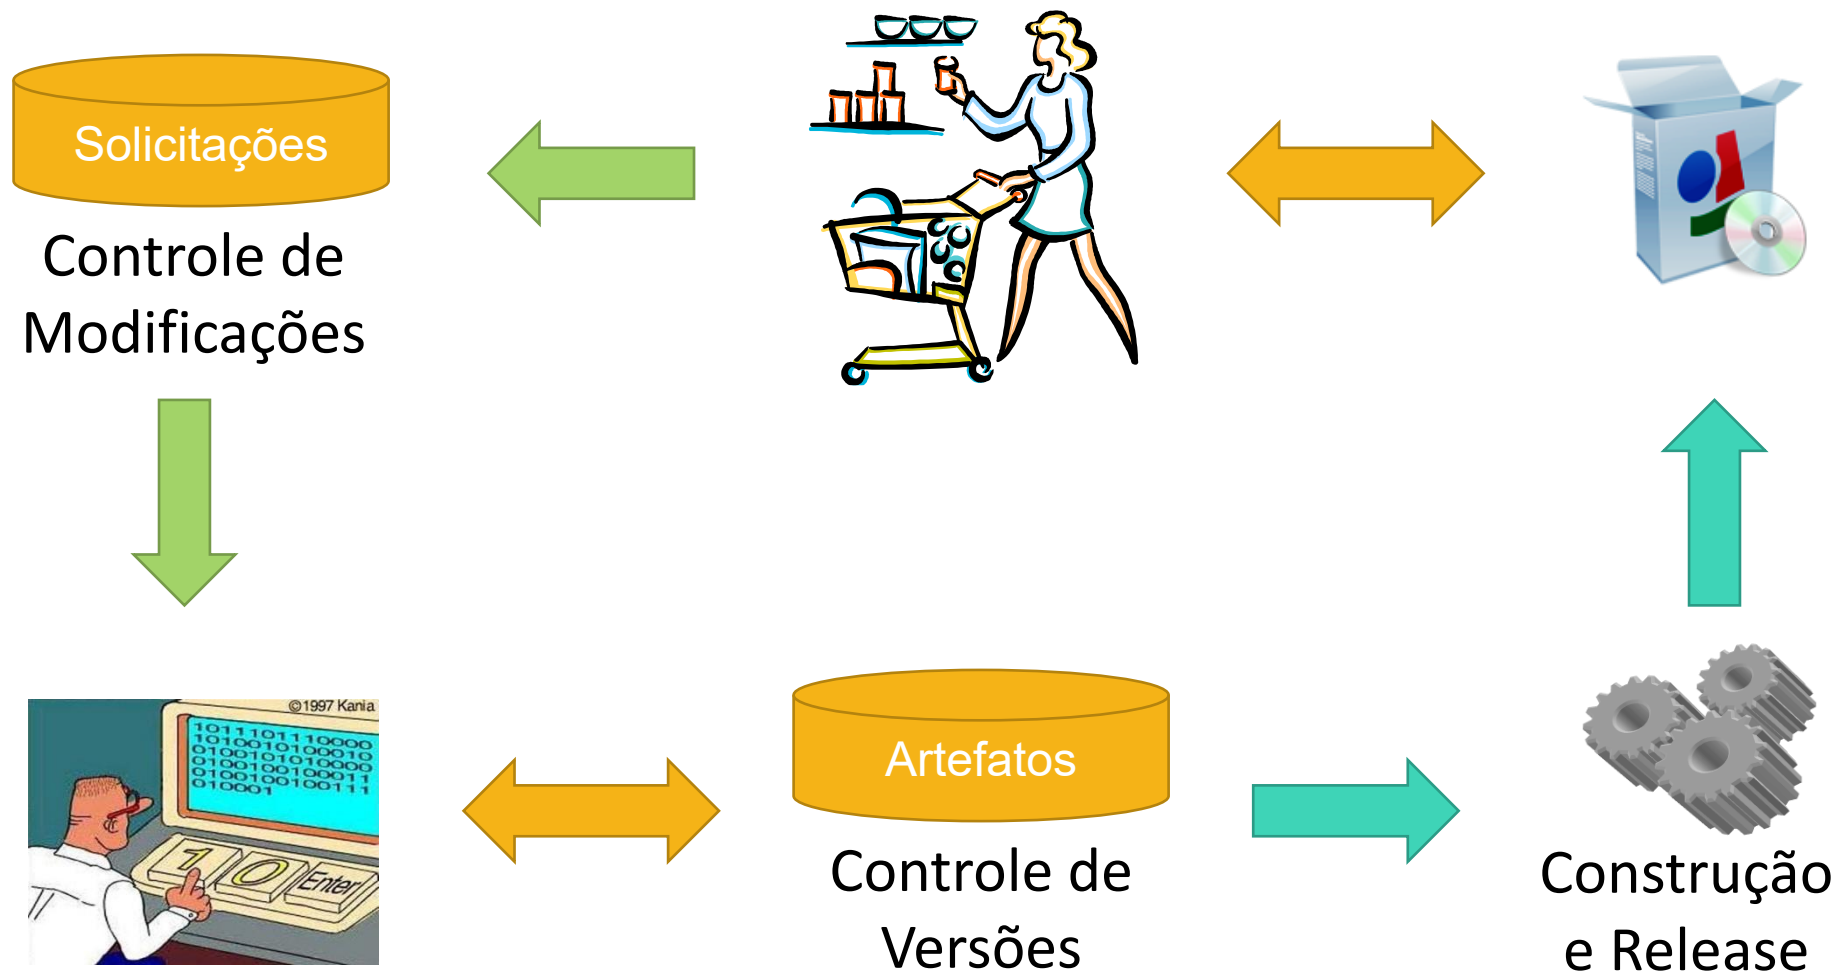 Solicitações
Controle de
Modificações
©1997 Kania
1011101110000
1010010100010
0100101010000
0100100100011
0100100100111
010001
1
0
Enter
Artefatos
Controle de
Versões
Construção
e Release